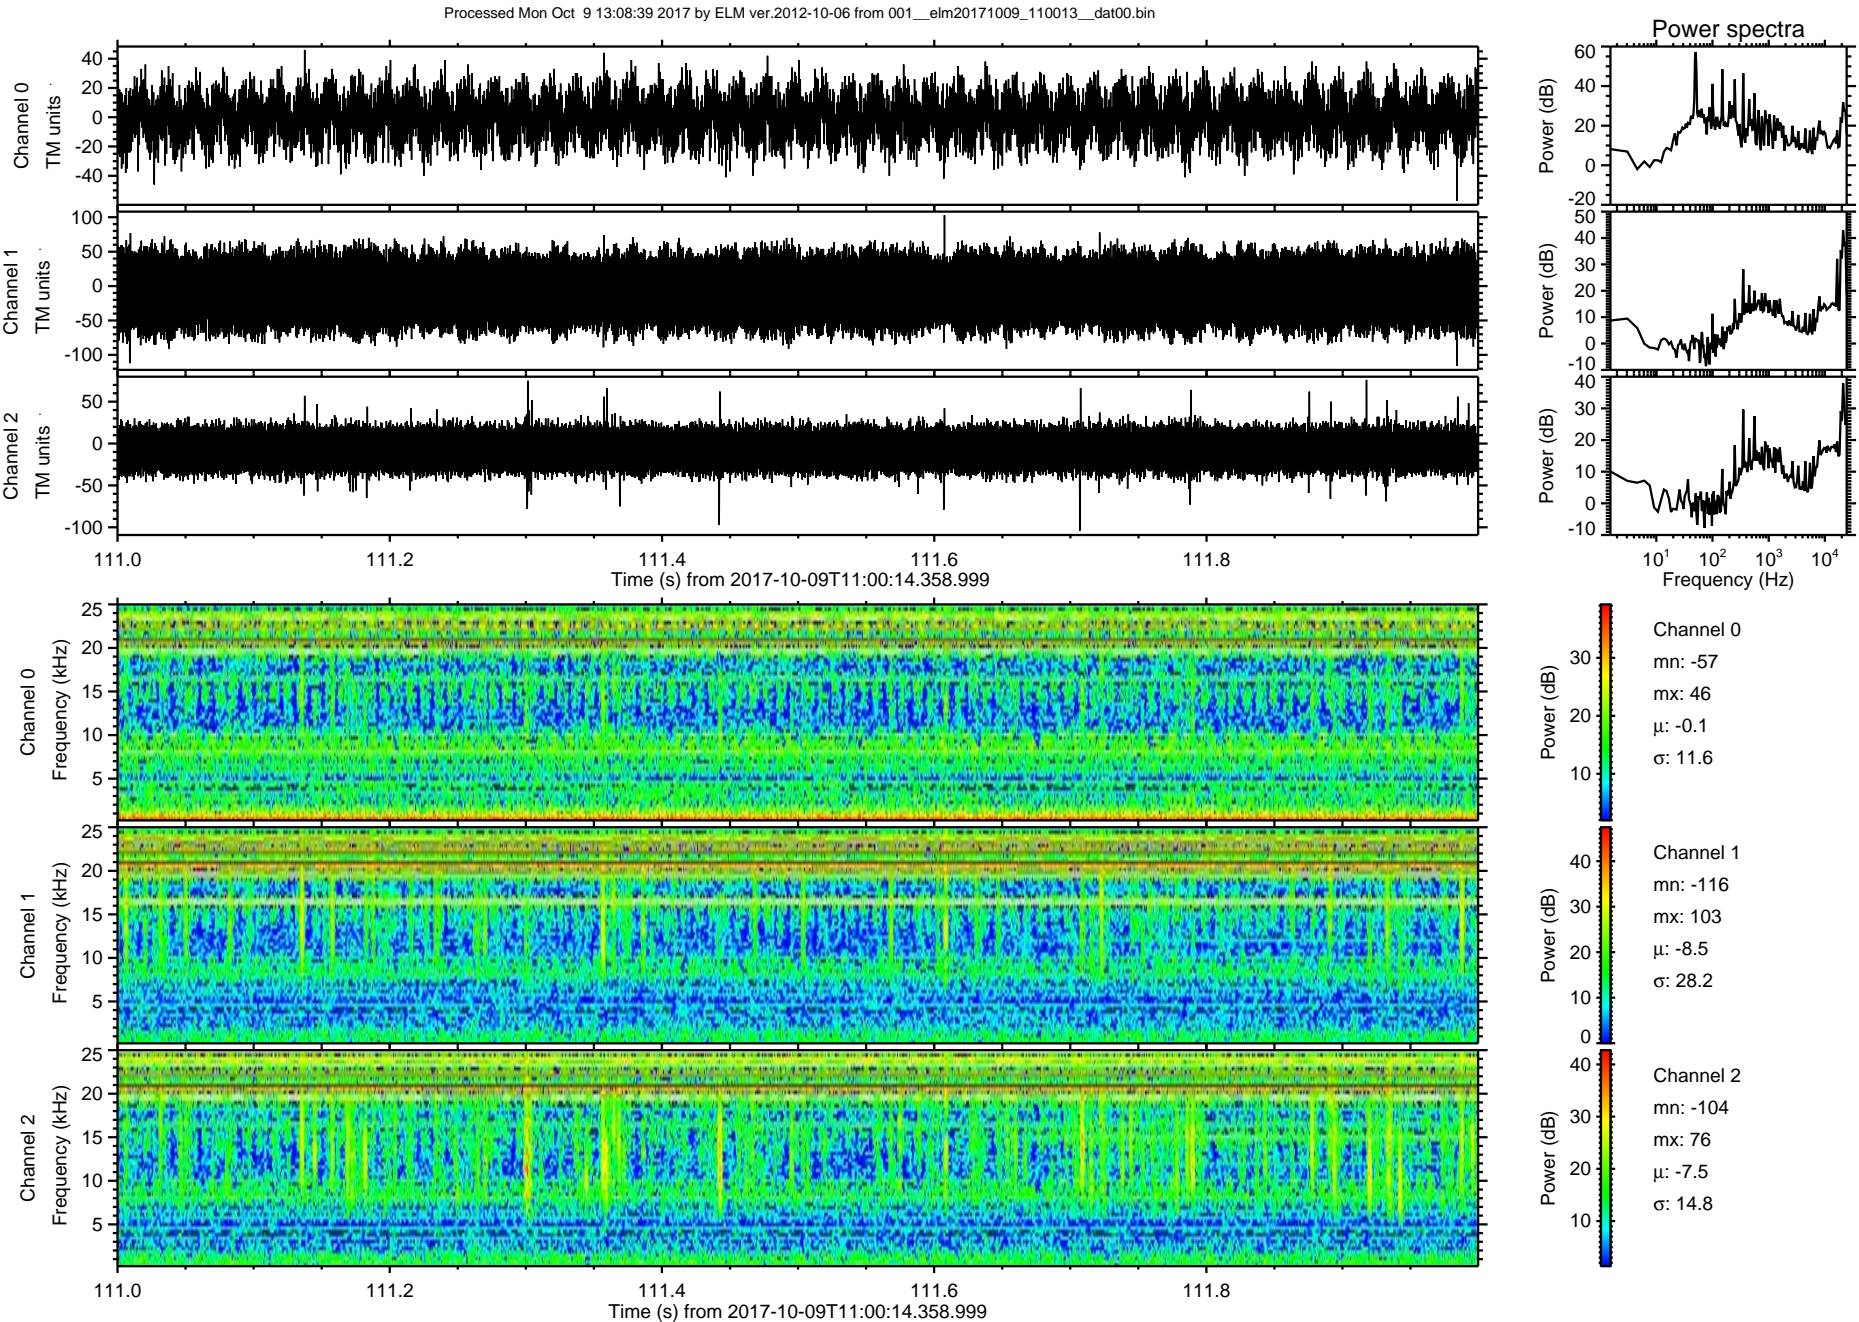 Processed Mon Oct  9 13:08:39 2017 by ELM ver.2012-10-06 from 001__elm20171009_110013__dat00.bin
Power spectra
Channel 0
TM units
40
20
0
-20
-40
Power (dB)
60
40
20
0
-20
Channel 1
TM units
100
50
0
-50
-100
Power (dB)
50
40
30
20
10
0
-10
Channel 2
TM units
50
0
-50
-100
Power (dB)
40
30
20
10
0
-10
111.0 111.2 111.4 111.6 111.8
Time (s) from 2017-10-09T11:00:14.358.999
10^1 10^2 10^3 10^4
Frequency (Hz)
Channel 0
Frequency (kHz)
25
20
15
10
5
Power (dB)
30
20
10
Channel 0
mn: -57
mx: 46
μ: -0.1
σ: 11.6
Channel 1
Frequency (kHz)
25
20
15
10
5
Power (dB)
40
30
20
10
0
Channel 1
mn: -116
mx: 103
μ: -8.5
σ: 28.2
Channel 2
Frequency (kHz)
25
20
15
10
5
Power (dB)
40
30
20
10
Channel 2
mn: -104
mx: 76
μ: -7.5
σ: 14.8
111.0 111.2 111.4 111.6 111.8
Time (s) from 2017-10-09T11:00:14.358.999